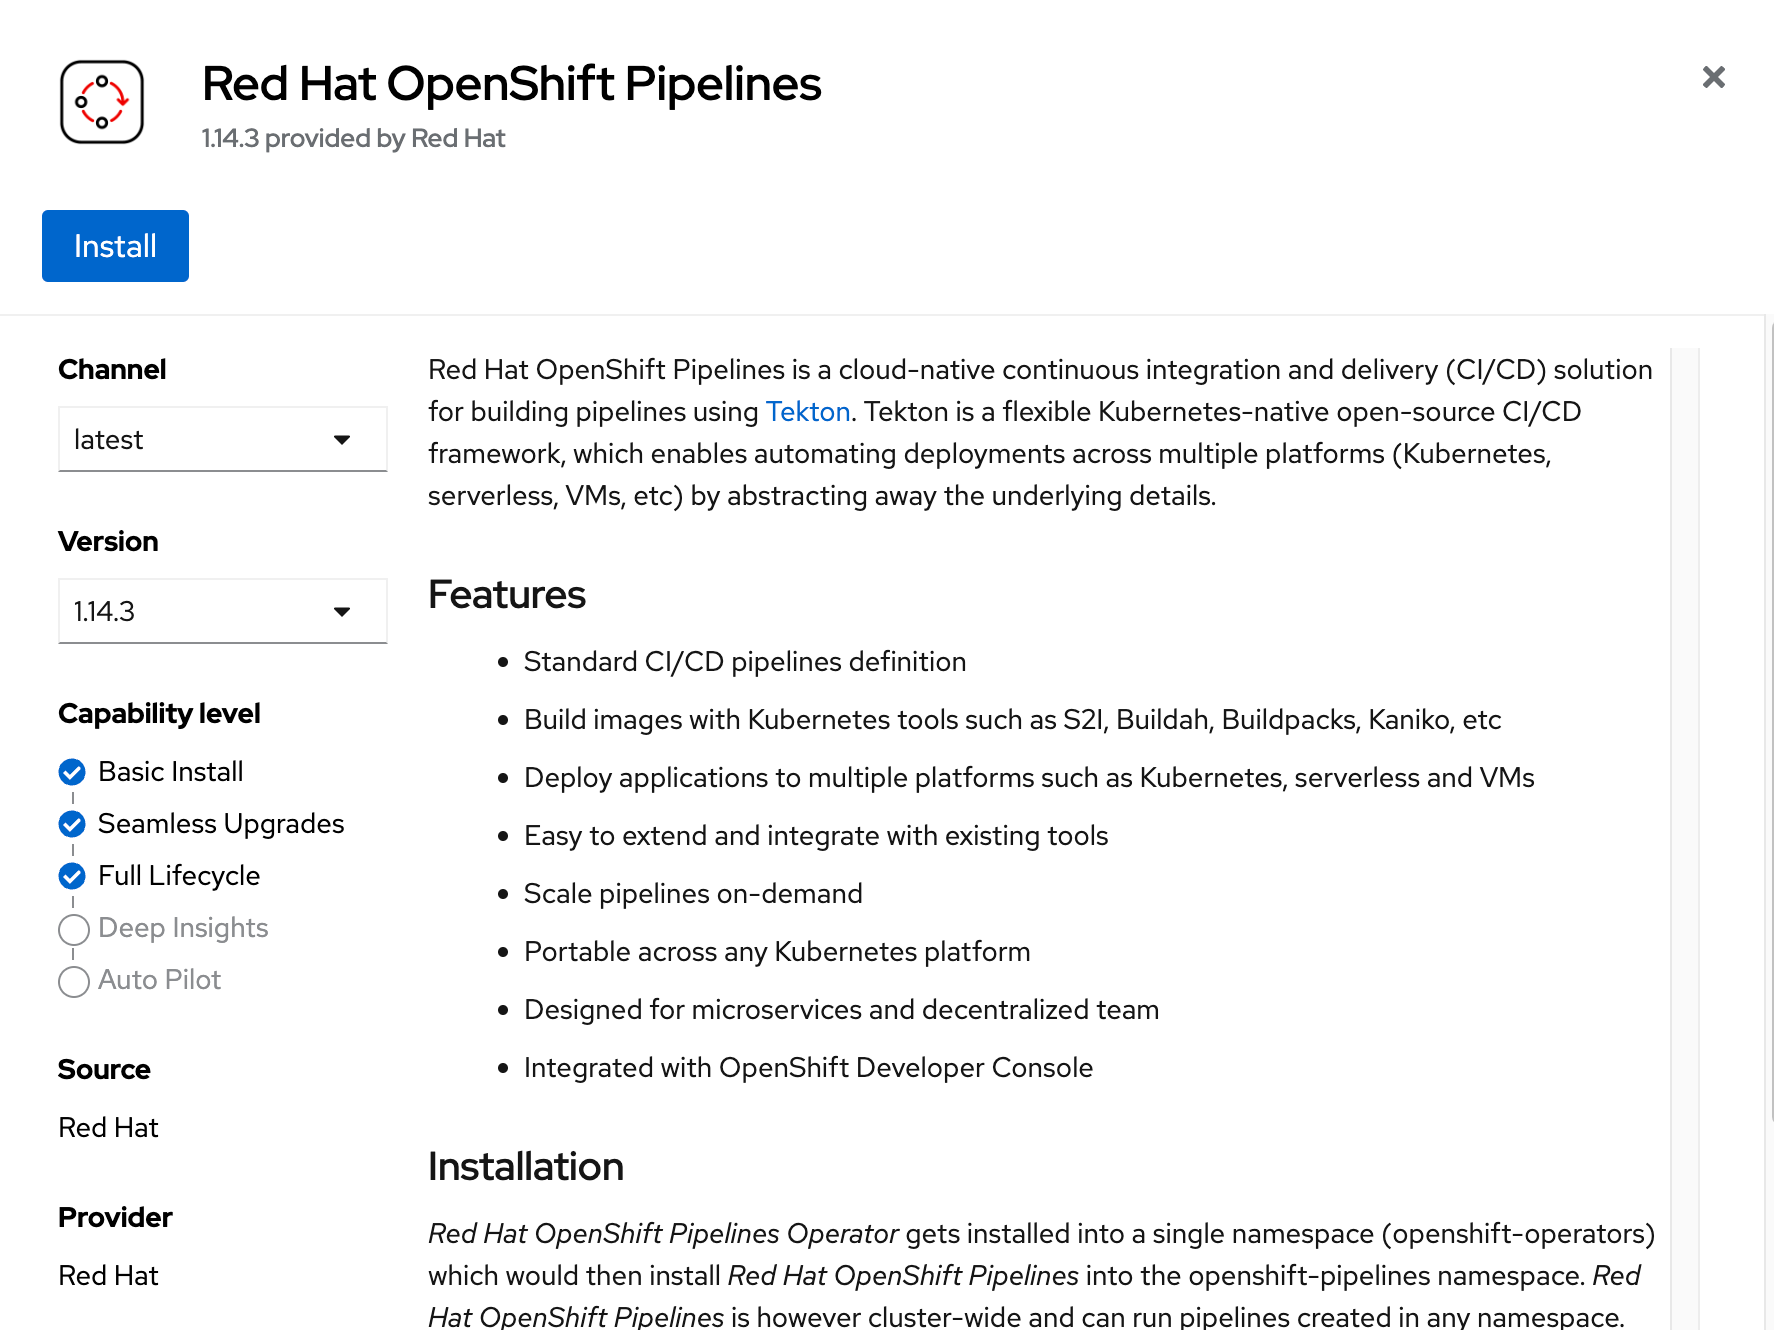 Red Hat OpenShift Pipelines
1.14.3 provided by Red Hat
Install
Channel
latest
Version
1.14.3
Capability level
Basic Install
Seamless Upgrades
Full Lifecycle
Deep Insights
Auto Pilot
Source
Red Hat
Provider
Red Hat
Red Hat OpenShift Pipelines is a cloud-native continuous integration and delivery (CI/CD) solution
for building pipelines using Tekton. Tekton is a flexible Kubernetes-native open-source CI/CD
framework, which enables automating deployments across multiple platforms (Kubernetes,
serverless, VMs, etc) by abstracting away the underlying details.
Features
• Standard CI/CD pipelines definition
• Build images with Kubernetes tools such as S2I, Buildah, Buildpacks, Kaniko, etc
• Deploy applications to multiple platforms such as Kubernetes, serverless and VMs
• Easy to extend and integrate with existing tools
• Scale pipelines on-demand
• Portable across any Kubernetes platform
• Designed for microservices and decentralized team
• Integrated with OpenShift Developer Console
Installation
Red Hat OpenShift Pipelines Operator gets installed into a single namespace (openshift-operators)
which would then install Red Hat OpenShift Pipelines into the openshift-pipelines namespace. Red
Hat OpenShift Pipelines is however cluster-wide and can run pipelines created in any namespace.